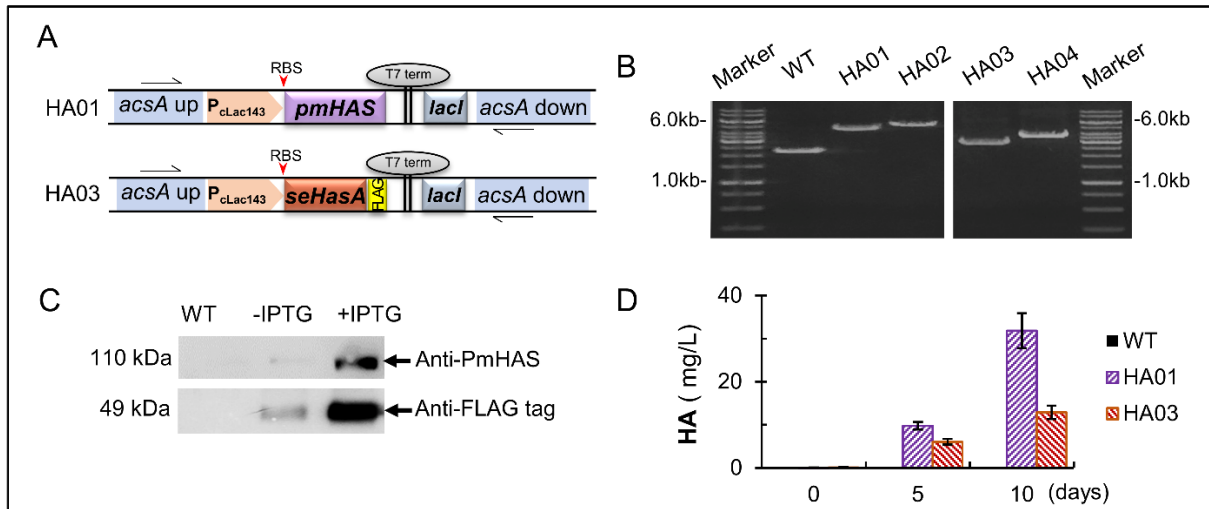 A
RBS
T7 term
HA01
acsA up
PcLac143
pmHAS
lacI
acsA down
RBS
T7 term
HA03
acsA up
PcLac143
seHasA
FLAG
lacI
acsA down
B
Marker
WT
HA01
HA02
HA03
HA04
Marker
6.0kb-
-6.0kb
1.0kb-
-1.0kb
C
WT
-IPTG
+IPTG
110 kDa
Anti-PmHAS
49 kDa
Anti-FLAG tag
D
HA ( mg/L)
40
20
0
0
5
10
(days)
WT
HA01
HA03